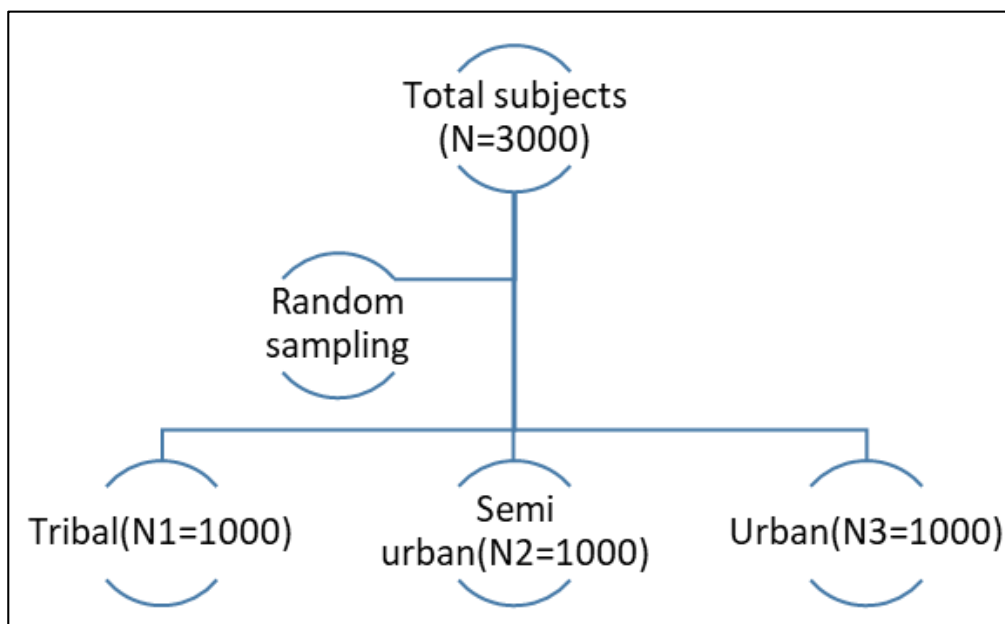 Total subjects
(N=3000)
Random
sampling
Tribal(N1=1000)
Semi
urban(N2=1000)
Urban(N3=1000)